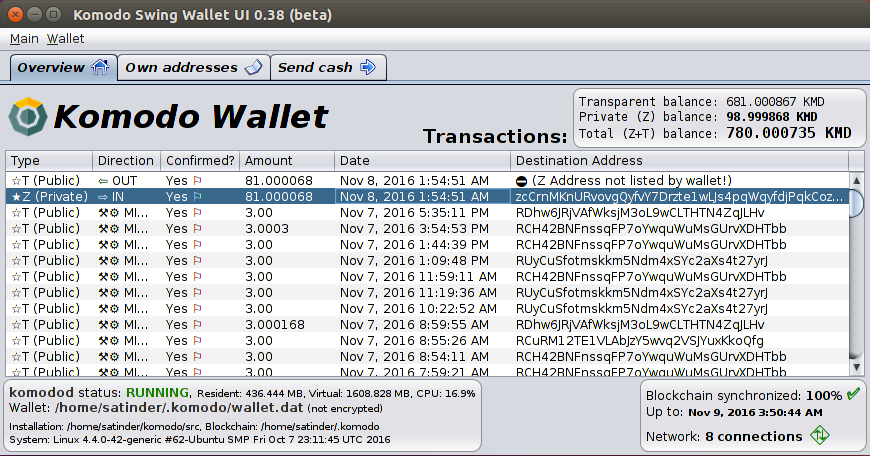 Komodo Swing Wallet UI 0.38 (beta)
Main Wallet
Overview Own addresses Send cash
Komodo Wallet
Transactions:
Transparent balance: 681.000867 KMD
Private (Z) balance: 98.999868 KMD
Total (Z+T) balance: 780.000735 KMD
Type Direction Confirmed? Amount Date Destination Address
☆T (Public) ⇦ OUT Yes ⚐ 81.000068 Nov 8, 2016 1:54:51 AM ⛔ (Z Address not listed by wallet!)
★Z (Private) ⇨ IN Yes ⚐ 81.000068 Nov 8, 2016 1:54:51 AM zcCrnMKnURvovgQyfvY7Drzte1wLJs4pqWqyfdjPqkCoz...
☆T (Public) ⚒⚙ MI... Yes ⚐ 3.00 Nov 7, 2016 5:35:11 PM RDhw6JRjVAfWksjM3oL9wCLTHTN4ZqJLHv
☆T (Public) ⚒⚙ MI... Yes ⚐ 3.0003 Nov 7, 2016 3:54:53 PM RCH42BNFnssqFP7oYwquWuMsGUrvXDHTbb
☆T (Public) ⚒⚙ MI... Yes ⚐ 3.00 Nov 7, 2016 1:44:39 PM RCH42BNFnssqFP7oYwquWuMsGUrvXDHTbb
☆T (Public) ⚒⚙ MI... Yes ⚐ 3.00 Nov 7, 2016 1:09:48 PM RUyCuSfotmskkm5Ndm4xSYc2aXs4t27yrJ
☆T (Public) ⚒⚙ MI... Yes ⚐ 3.00 Nov 7, 2016 11:59:11 AM RCH42BNFnssqFP7oYwquWuMsGUrvXDHTbb
☆T (Public) ⚒⚙ MI... Yes ⚐ 3.00 Nov 7, 2016 11:19:36 AM RUyCuSfotmskkm5Ndm4xSYc2aXs4t27yrJ
☆T (Public) ⚒⚙ MI... Yes ⚐ 3.00 Nov 7, 2016 10:22:52 AM RUyCuSfotmskkm5Ndm4xSYc2aXs4t27yrJ
☆T (Public) ⚒⚙ MI... Yes ⚐ 3.000168 Nov 7, 2016 8:59:55 AM RDhw6JRjVAfWksjM3oL9wCLTHTN4ZqJLHv
☆T (Public) ⚒⚙ MI... Yes ⚐ 3.00 Nov 7, 2016 8:55:26 AM RCuRM12TE1VLAbJzY5wvq2VSJYuxKkoQfg
☆T (Public) ⚒⚙ MI... Yes ⚐ 3.00 Nov 7, 2016 8:54:11 AM RCH42BNFnssqFP7oYwquWuMsGUrvXDHTbb
☆T (Public) ⚒⚙ MI... Yes ⚐ 3.00 Nov 7, 2016 7:59:21 AM RCH42BNFnssqFP7oYwquWuMsGUrvXDHTbb
komodod status: RUNNING, Resident: 436.444 MB, Virtual: 1608.828 MB, CPU: 16.9%
Wallet: /home/satinder/.komodo/wallet.dat (not encrypted)
Installation: /home/satinder/komodo/src, Blockchain: /home/satinder/.komodo
System: Linux 4.4.0-42-generic #62-Ubuntu SMP Fri Oct 7 23:11:45 UTC 2016
Blockchain synchronized: 100% ✔
Up to: Nov 9, 2016 3:50:44 AM
Network: 8 connections